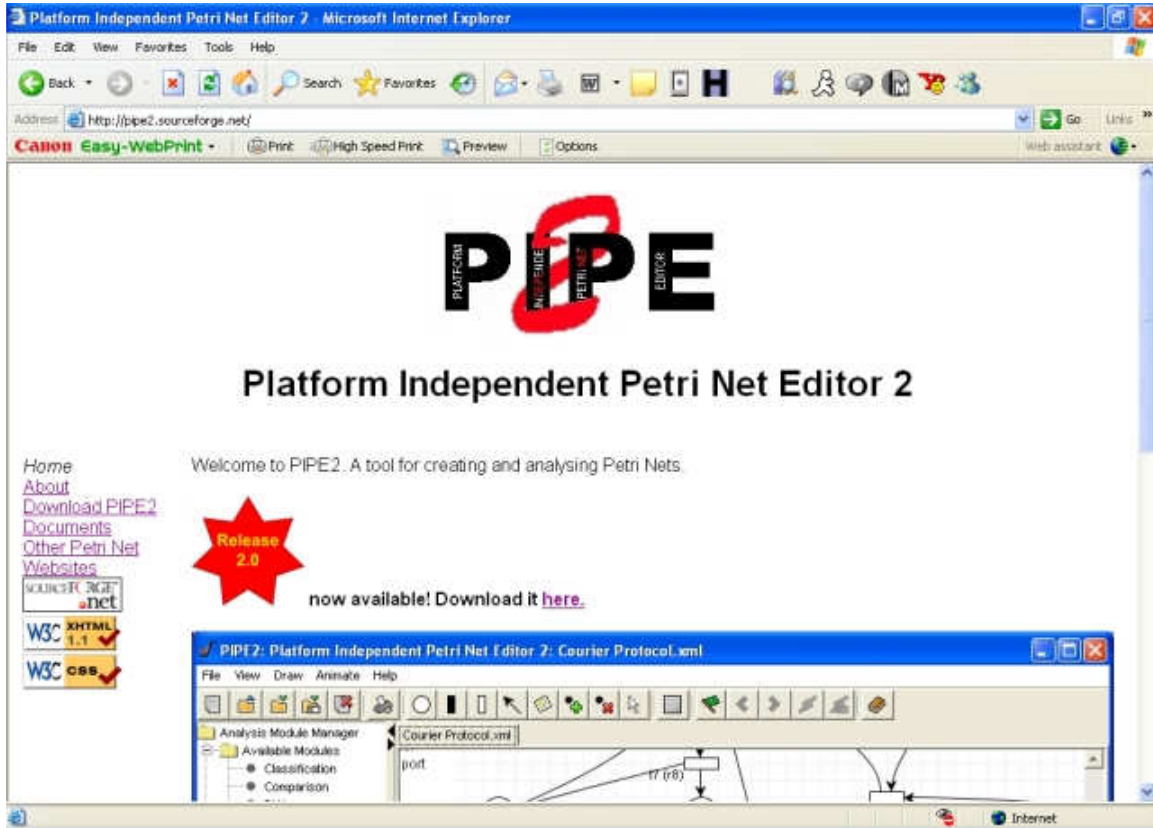 Platform Independent Petri Net Editor 2 - Microsoft Internet Explorer
File Edit View Favorites Tools Help
Back Search Favorites
Address http://pipe2.sourceforge.net/ Go Links »
Canon Easy-WebPrint Print High Speed Print Preview Options Web assistant
PIPE
PLATFORM INDEPENDE PETRI NET EDITOR
2
Platform Independent Petri Net Editor 2
Home
About
Download PIPE2
Documents
Other Petri Net
Websites
SOURCEFORGE
.net
W3C XHTML
1.1
W3C CSS
Welcome to PIPE2. A tool for creating and analysing Petri Nets.
Release
2.0
now available! Download it here.
PIPE2: Platform Independent Petri Net Editor 2: Courier Protocol.xml
File View Draw Animate Help
Analysis Module Manager
Available Modules
Classification
Comparison
Courier Protocol.xml
port
t7 (r8)
Internet